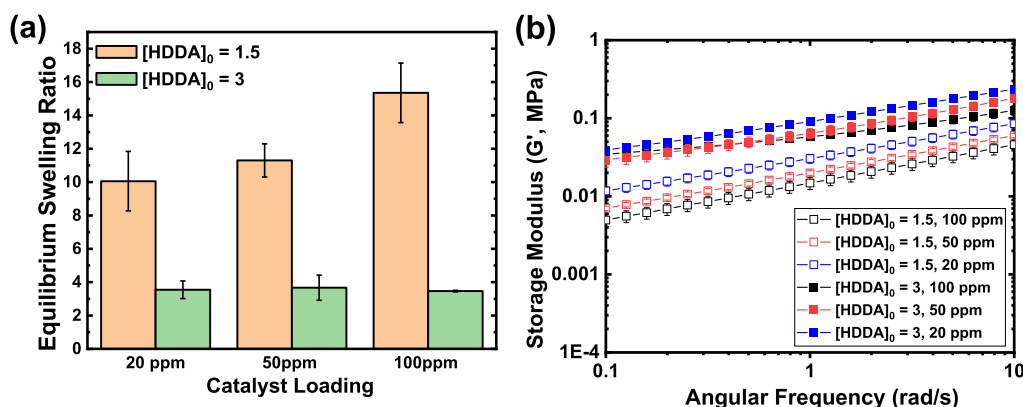 (a)
Equilibrium Swelling Ratio
18
16
14
12
10
8
6
4
2
0
[HDDA]₀ = 1.5
[HDDA]₀ = 3
20 ppm
50ppm
100ppm
Catalyst Loading
(b)
Storage Modulus (G', MPa)
1
0.1
0.01
0.001
1E-4
[HDDA]₀ = 1.5, 100 ppm
[HDDA]₀ = 1.5, 50 ppm
[HDDA]₀ = 1.5, 20 ppm
[HDDA]₀ = 3, 100 ppm
[HDDA]₀ = 3, 50 ppm
[HDDA]₀ = 3, 20 ppm
0.1
1
10
Angular Frequency (rad/s)